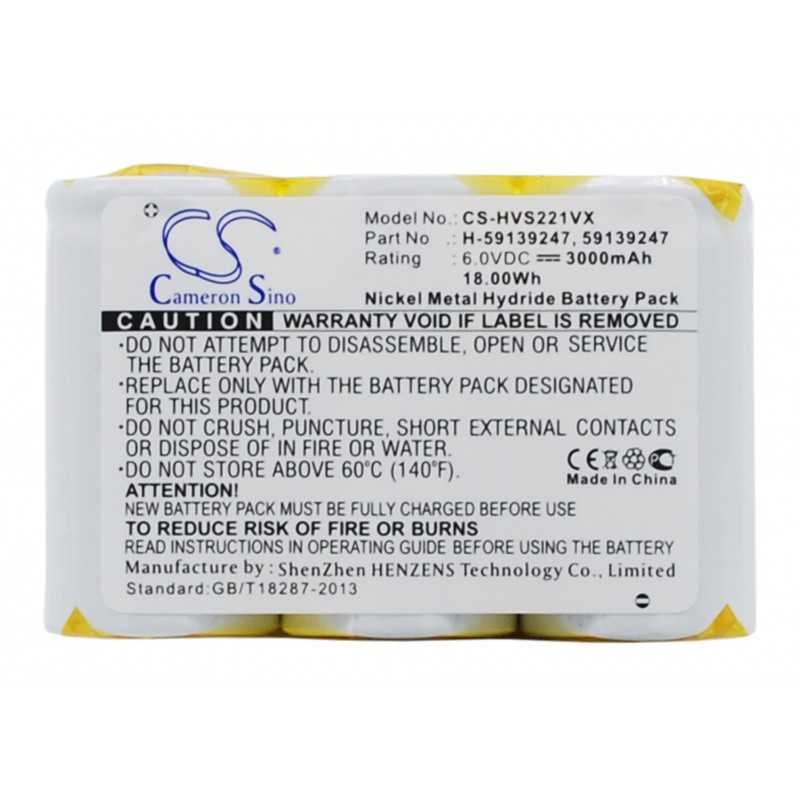 CS
Cameron Sino
Model No.: CS-HVS221VX
Part No : H-59139247, 59139247
Rating : 6.0VDC 3000mAh
18.00Wh
Nickel Metal Hydride Battery Pack
CAUTION WARRANTY VOID IF LABEL IS REMOVED
·DO NOT ATTEMPT TO DISASSEMBLE, OPEN OR SERVICE
THE BATTERY PACK.
·REPLACE ONLY WITH THE BATTERY PACK DESIGNATED
FOR THIS PRODUCT.
·DO NOT CRUSH, PUNCTURE, SHORT EXTERNAL CONTACTS
OR DISPOSE OF IN FIRE OR WATER.
·DO NOT STORE ABOVE 60°C (140°F).
CE
Made In China
ATTENTION!
NEW BATTERY PACK MUST BE FULLY CHARGED BEFORE USE
TO REDUCE RISK OF FIRE OR BURNS
READ INSTRUCTIONS IN OPERATING GUIDE BEFORE USING THE BATTERY
Manufacture by: ShenZhen HENZENS Technology Co., Limited
Standard:GB/T18287-2013